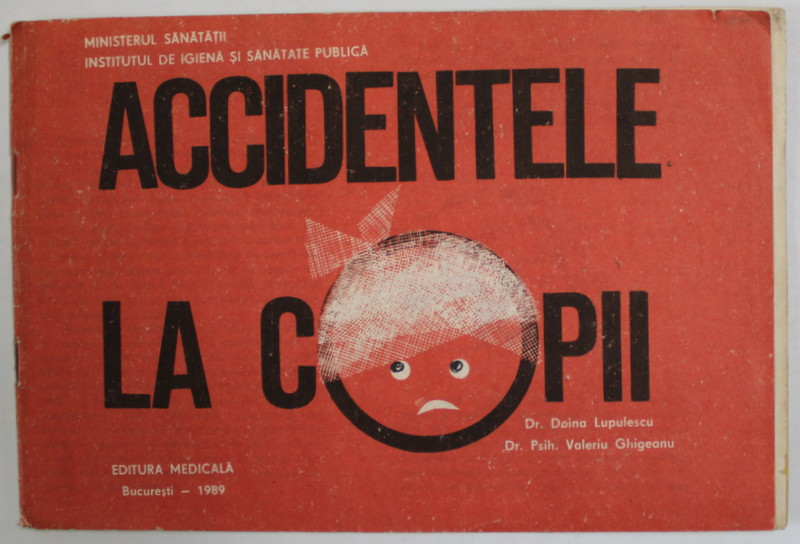 MINISTERUL SĂNĂTĂȚII
INSTITUTUL DE IGIENĂ ȘI SĂNĂTATE PUBLICĂ
ACCIDENTELE
LA COPII
Dr. Doina Lupulescu
Dr. Psih. Valeriu Ghigeanu
EDITURA MEDICALĂ
București — 1989